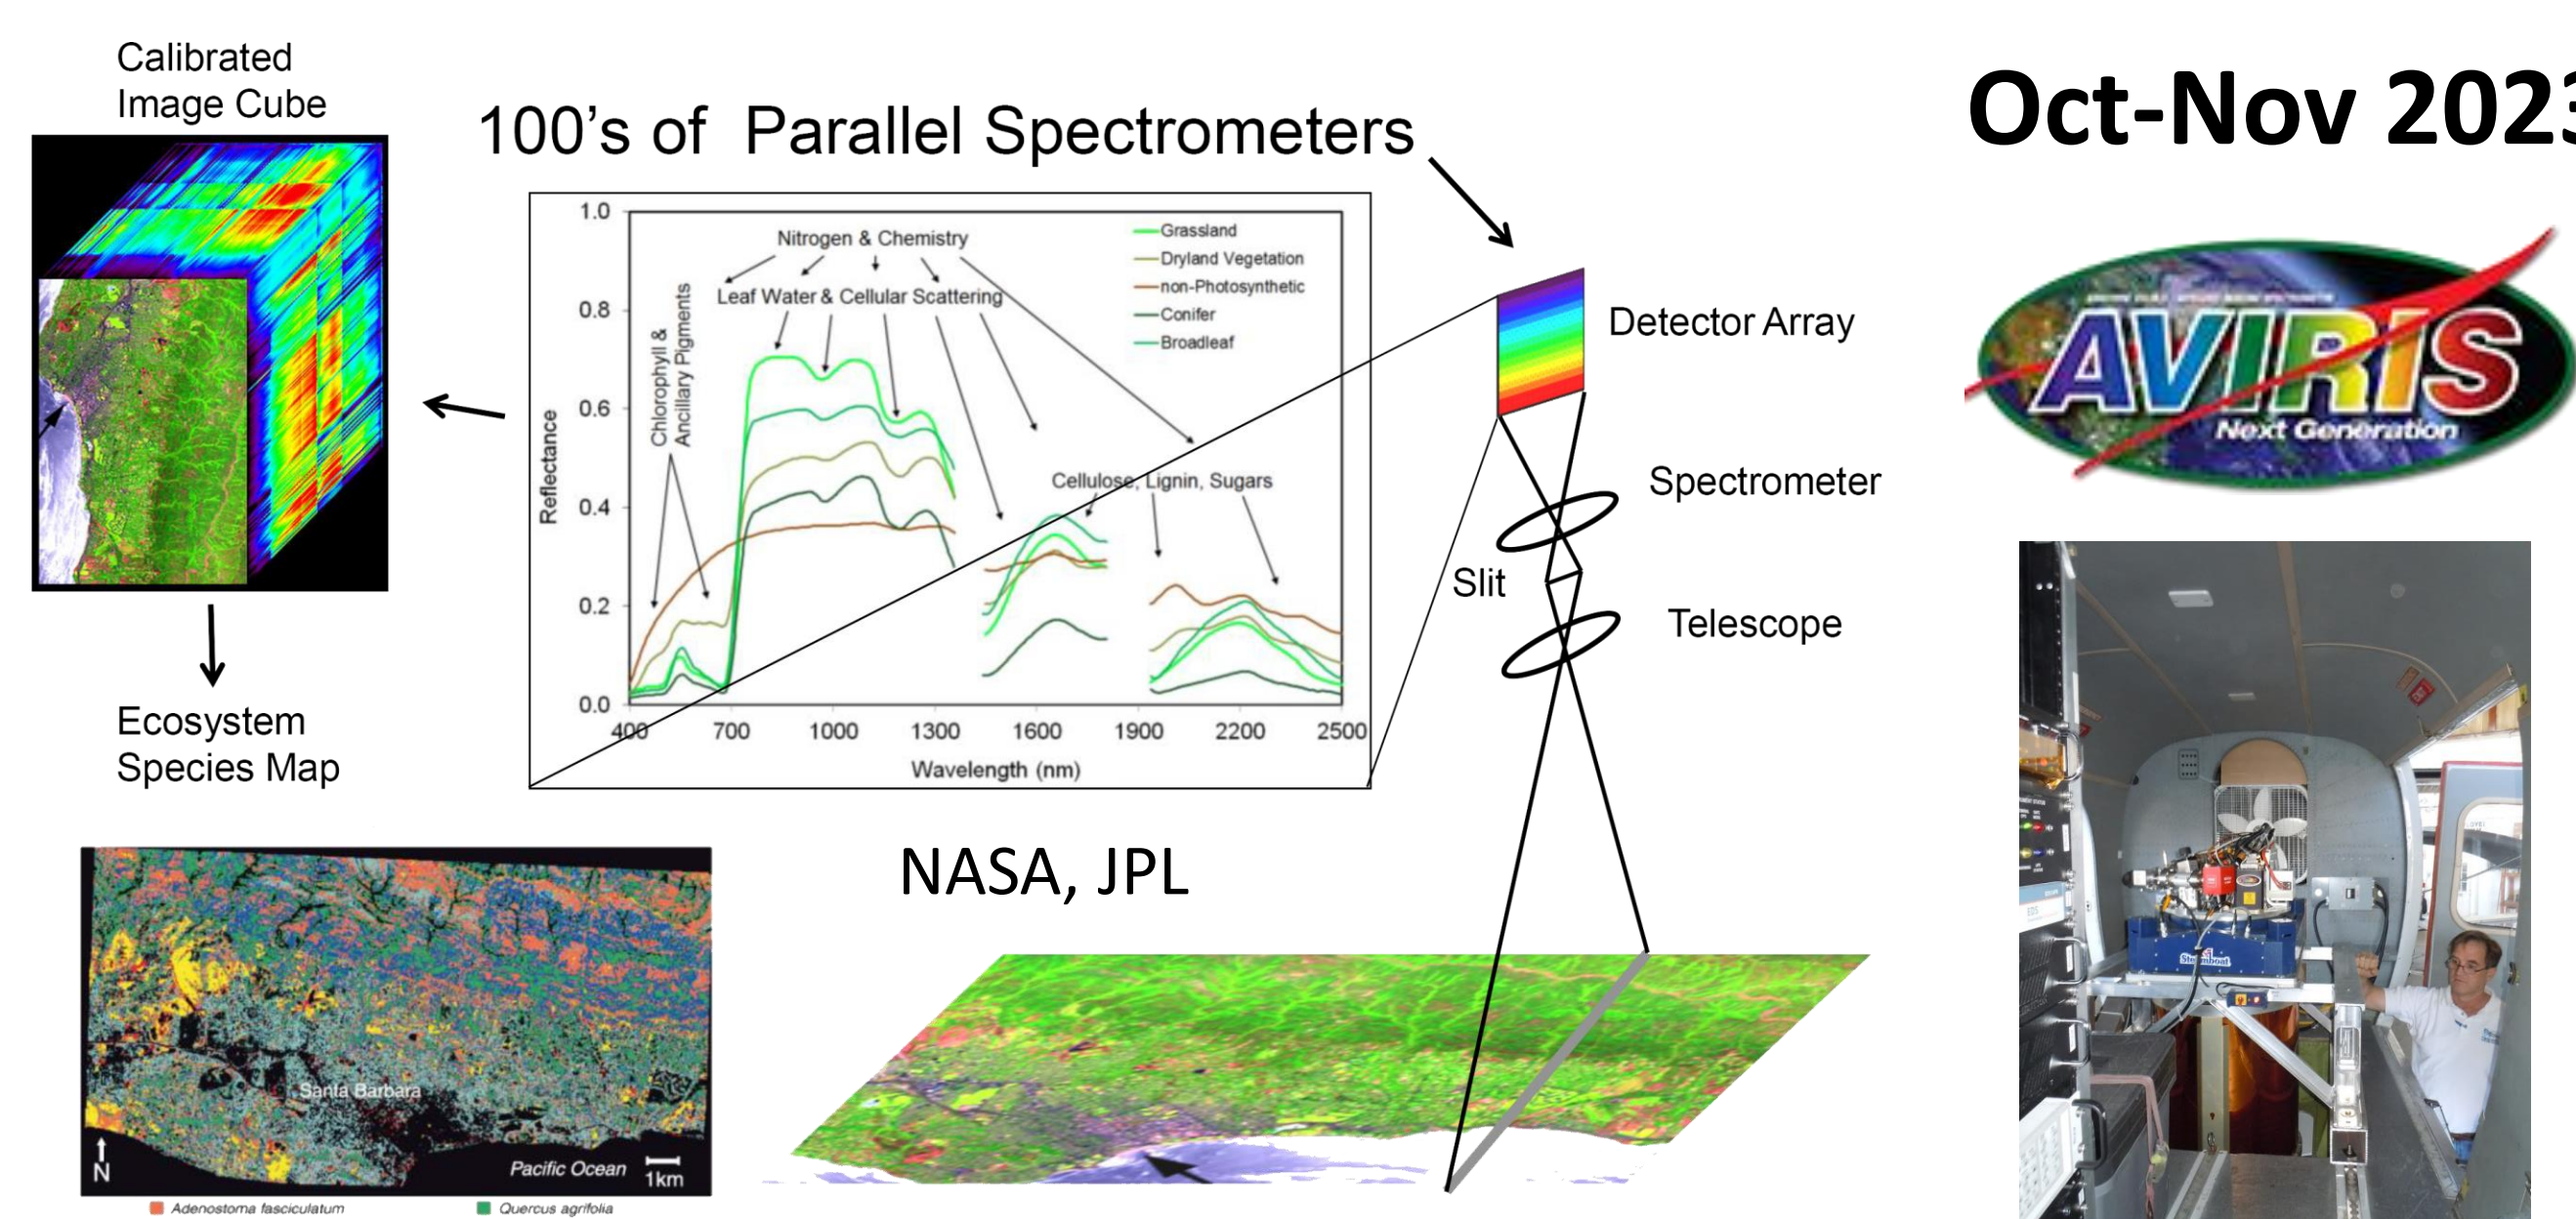 Calibrated
Image Cube
100's of Parallel Spectrometers
Oct-Nov 2023
1.0
0.8
0.6
0.4
0.2
0.0
Reflectance
Nitrogen & Chemistry
Leaf Water & Cellular Scattering
Chlorophyll &
Ancillary Pigments
Cellulose, Lignin, Sugars
Grassland
Dryland Vegetation
non-Photosynthetic
Conifer
Broadleaf
400 700 1000 1300 1600 1900 2200 2500
Wavelength (nm)
Detector Array
Spectrometer
Slit
Telescope
AVIRIS
Next Generation
Ecosystem
Species Map
NASA, JPL
Santa Barbara
N
Pacific Ocean
1km
Adenostoma fasciculatum
Quercus agrifolia
Steamboat